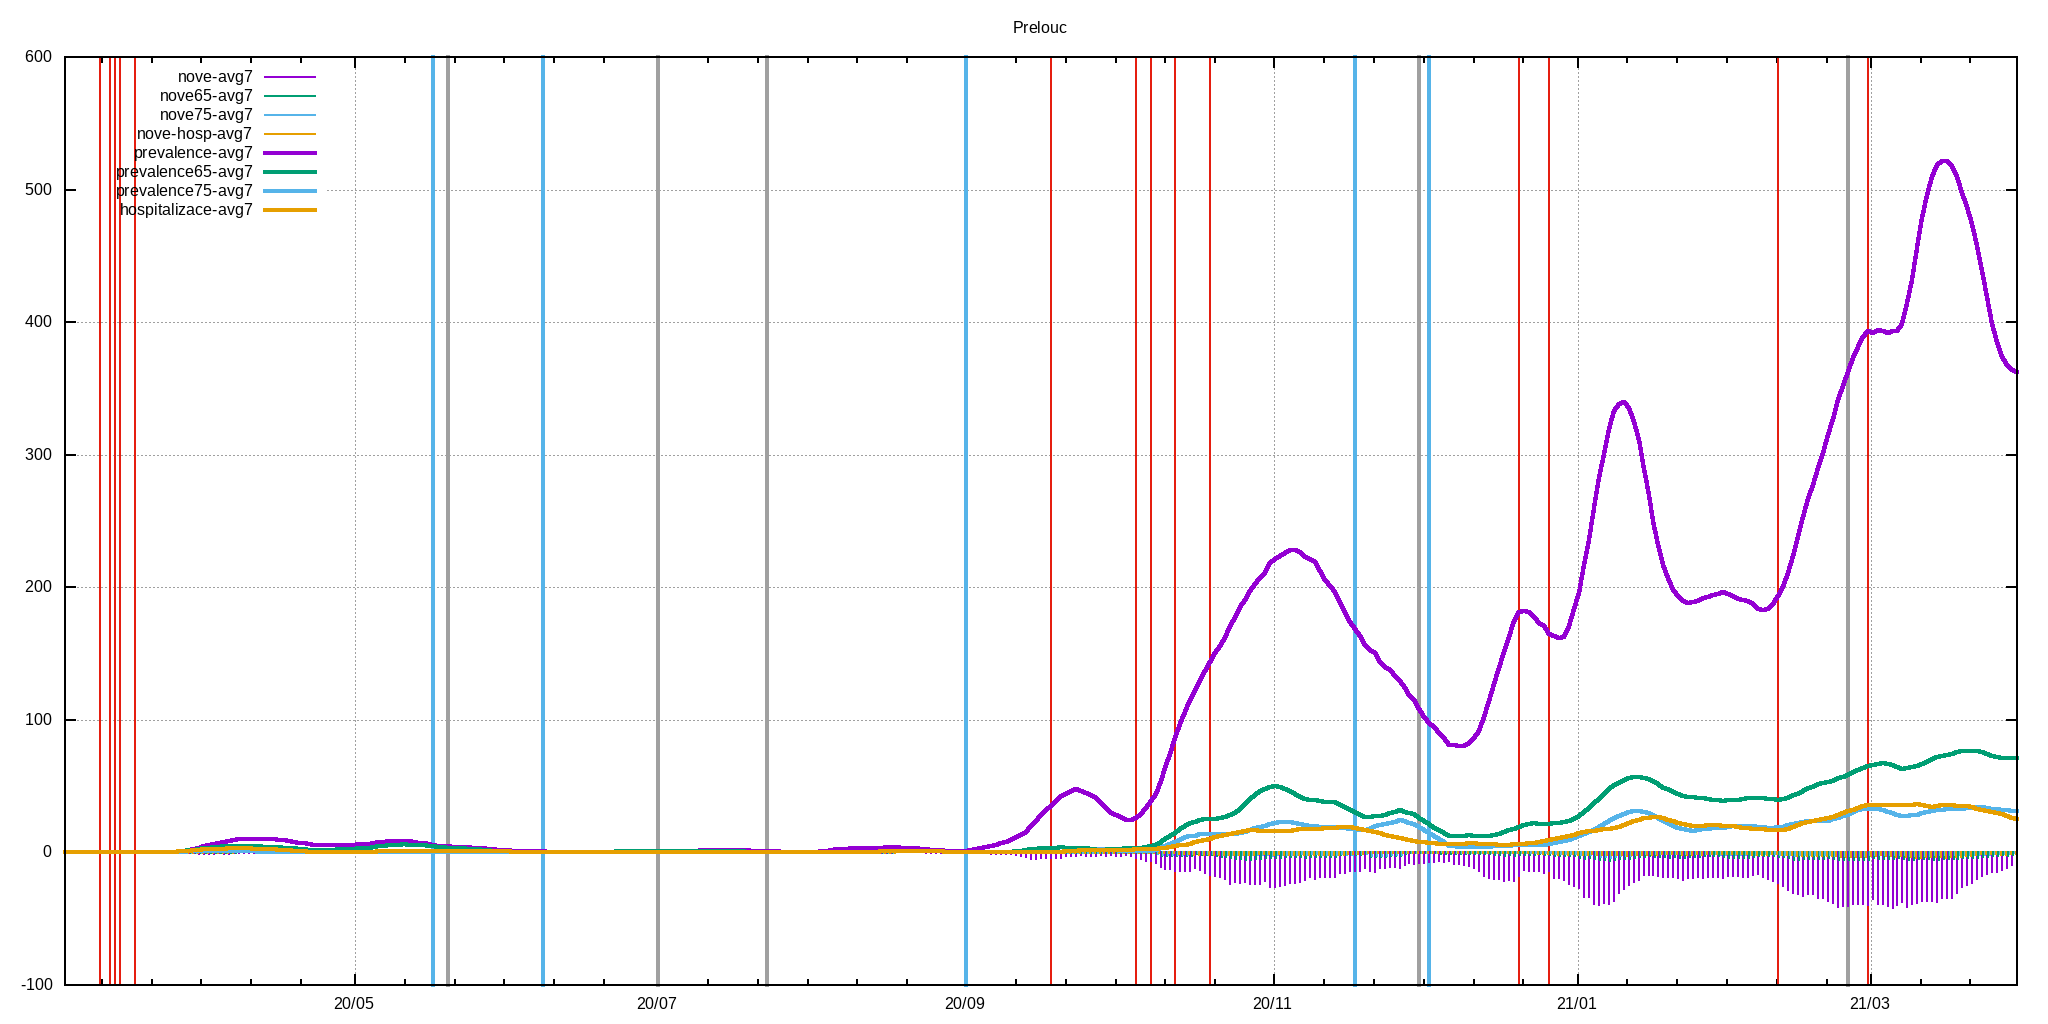 Prelouc
600
500
400
300
200
100
0
-100
nove-avg7
nove65-avg7
nove75-avg7
nove-hosp-avg7
prevalence-avg7
prevalence65-avg7
prevalence75-avg7
hospitalizace-avg7
20/05
20/07
20/09
20/11
21/01
21/03